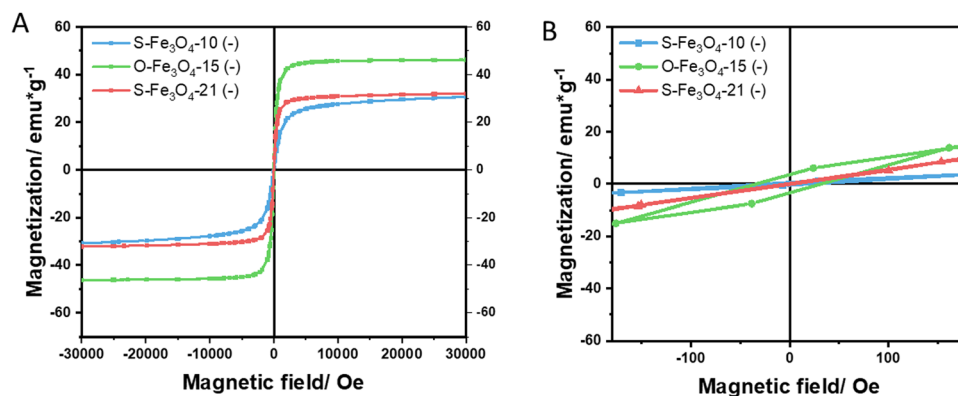 A
Magnetization/ emu*g⁻¹
60
40
20
0
-20
-40
-60
60
40
20
0
-20
-40
-60
S-Fe₃O₄-10 (-)
O-Fe₃O₄-15 (-)
S-Fe₃O₄-21 (-)
-30000 -20000 -10000 0 10000 20000 30000
Magnetic field/ Oe
B
Magnetization/ emu*g⁻¹
60
40
20
0
-20
-40
-60
S-Fe₃O₄-10 (-)
O-Fe₃O₄-15 (-)
S-Fe₃O₄-21 (-)
-100 0 100
Magnetic field/ Oe